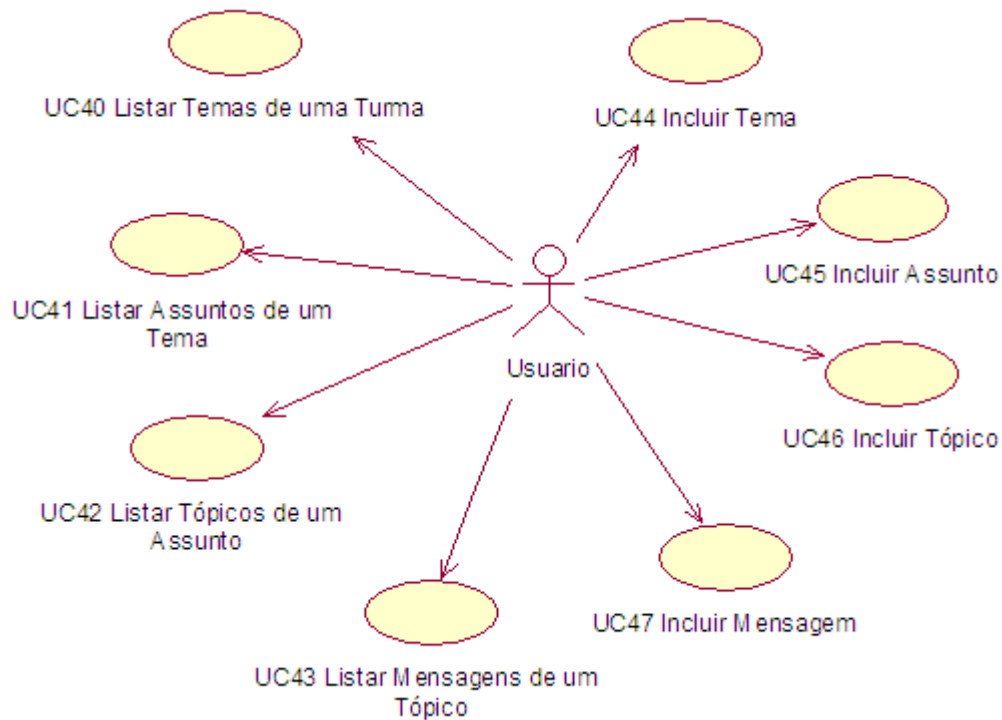 UC40 Listar Temas de uma Turma
UC44 Incluir Tema
UC41 Listar Assuntos de um
Tema
UC45 Incluir Assunto
Usuario
UC46 Incluir Tópico
UC42 Listar Tópicos de um
Assunto
UC47 Incluir Mensagem
UC43 Listar Mensagens de um
Tópico